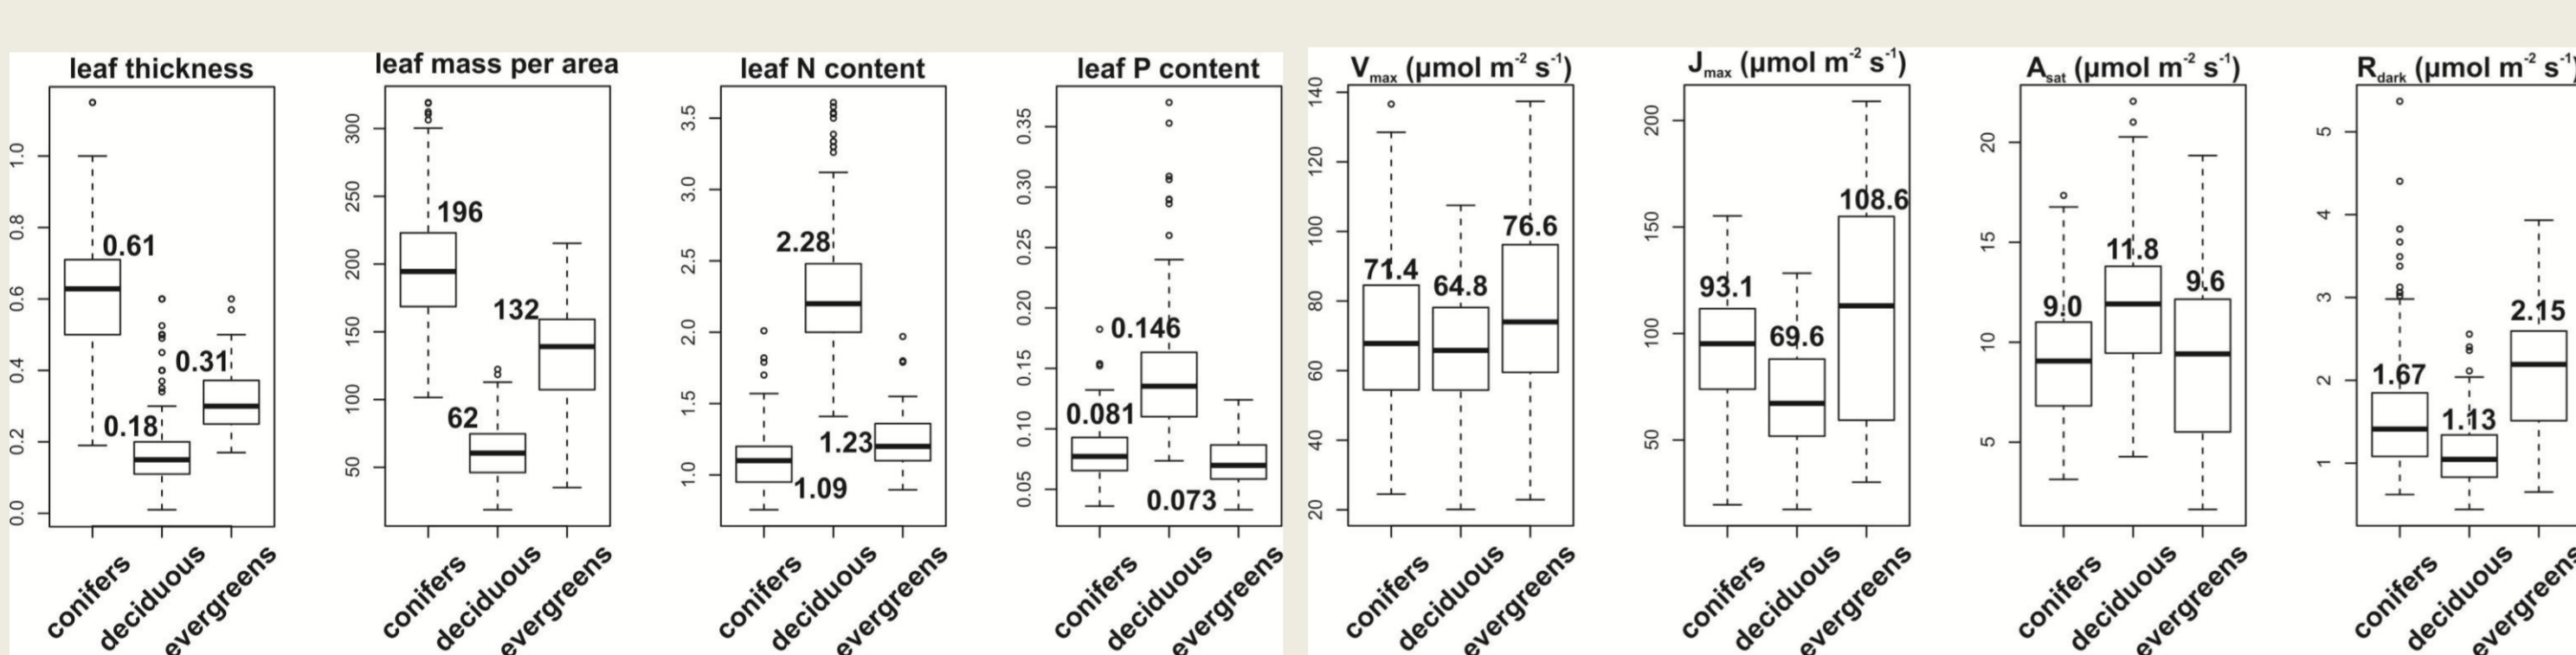 leaf thickness
0.0 0.2 0.4 0.6 0.8 1.0
0.61
0.18
0.31
conifers
deciduous
evergreens
leaf mass per area
50 100 150 200 250 300
196
62
132
conifers
deciduous
evergreens
leaf N content
1.0 1.5 2.0 2.5 3.0 3.5
1.09
2.28
1.23
conifers
deciduous
evergreens
leaf P content
0.05 0.10 0.15 0.20 0.25 0.30 0.35
0.081
0.146
0.073
conifers
deciduous
evergreens
Vmax (µmol m-2 s-1)
20 40 60 80 100 120 140
71.4
64.8
76.6
conifers
deciduous
evergreens
Jmax (µmol m-2 s-1)
50 100 150 200
93.1
69.6
108.6
conifers
deciduous
evergreens
Asat (µmol m-2 s-1)
5 10 15 20
9.0
11.8
9.6
conifers
deciduous
evergreens
Rdark (µmol m-2 s-1)
1 2 3 4 5
1.67
1.13
2.15
conifers
deciduous
evergreens